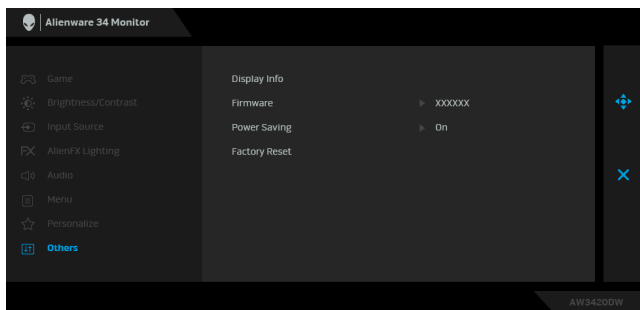 Alienware 34 Monitor
Game
Brightness/Contrast
Input Source
FX AlienFX Lighting
Audio
Menu
Personalize
Others
Display Info
Firmware XXXXXX
Power Saving On
Factory Reset
AW3420DW